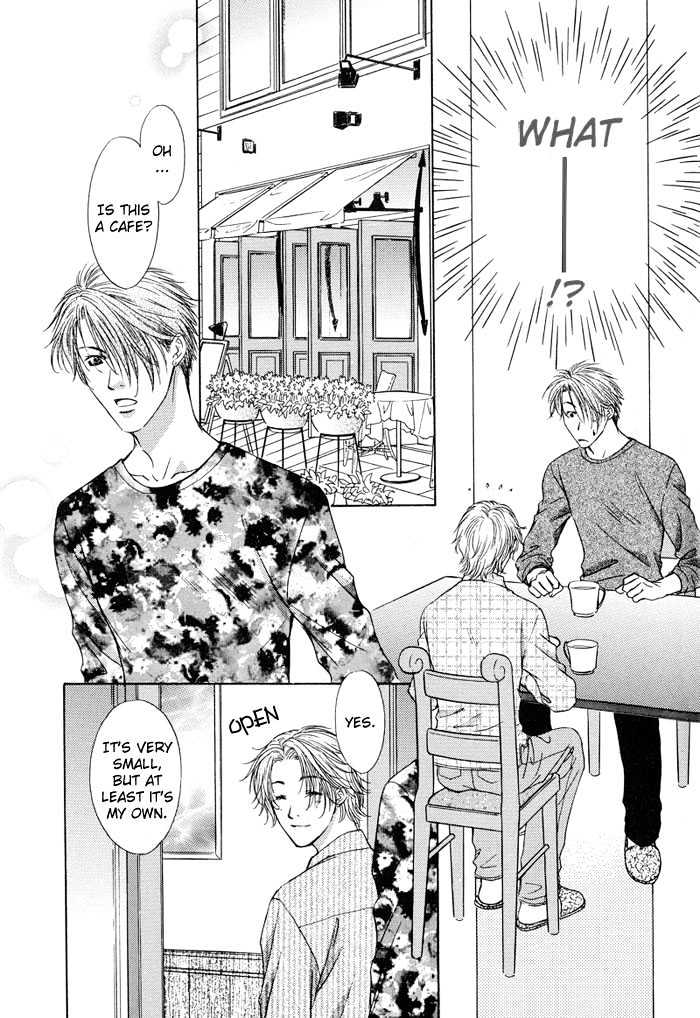 WHAT
!?
OH
...
IS THIS
A CAFE?
OPEN
YES.
IT'S VERY
SMALL,
BUT AT
LEAST IT'S
MY OWN.